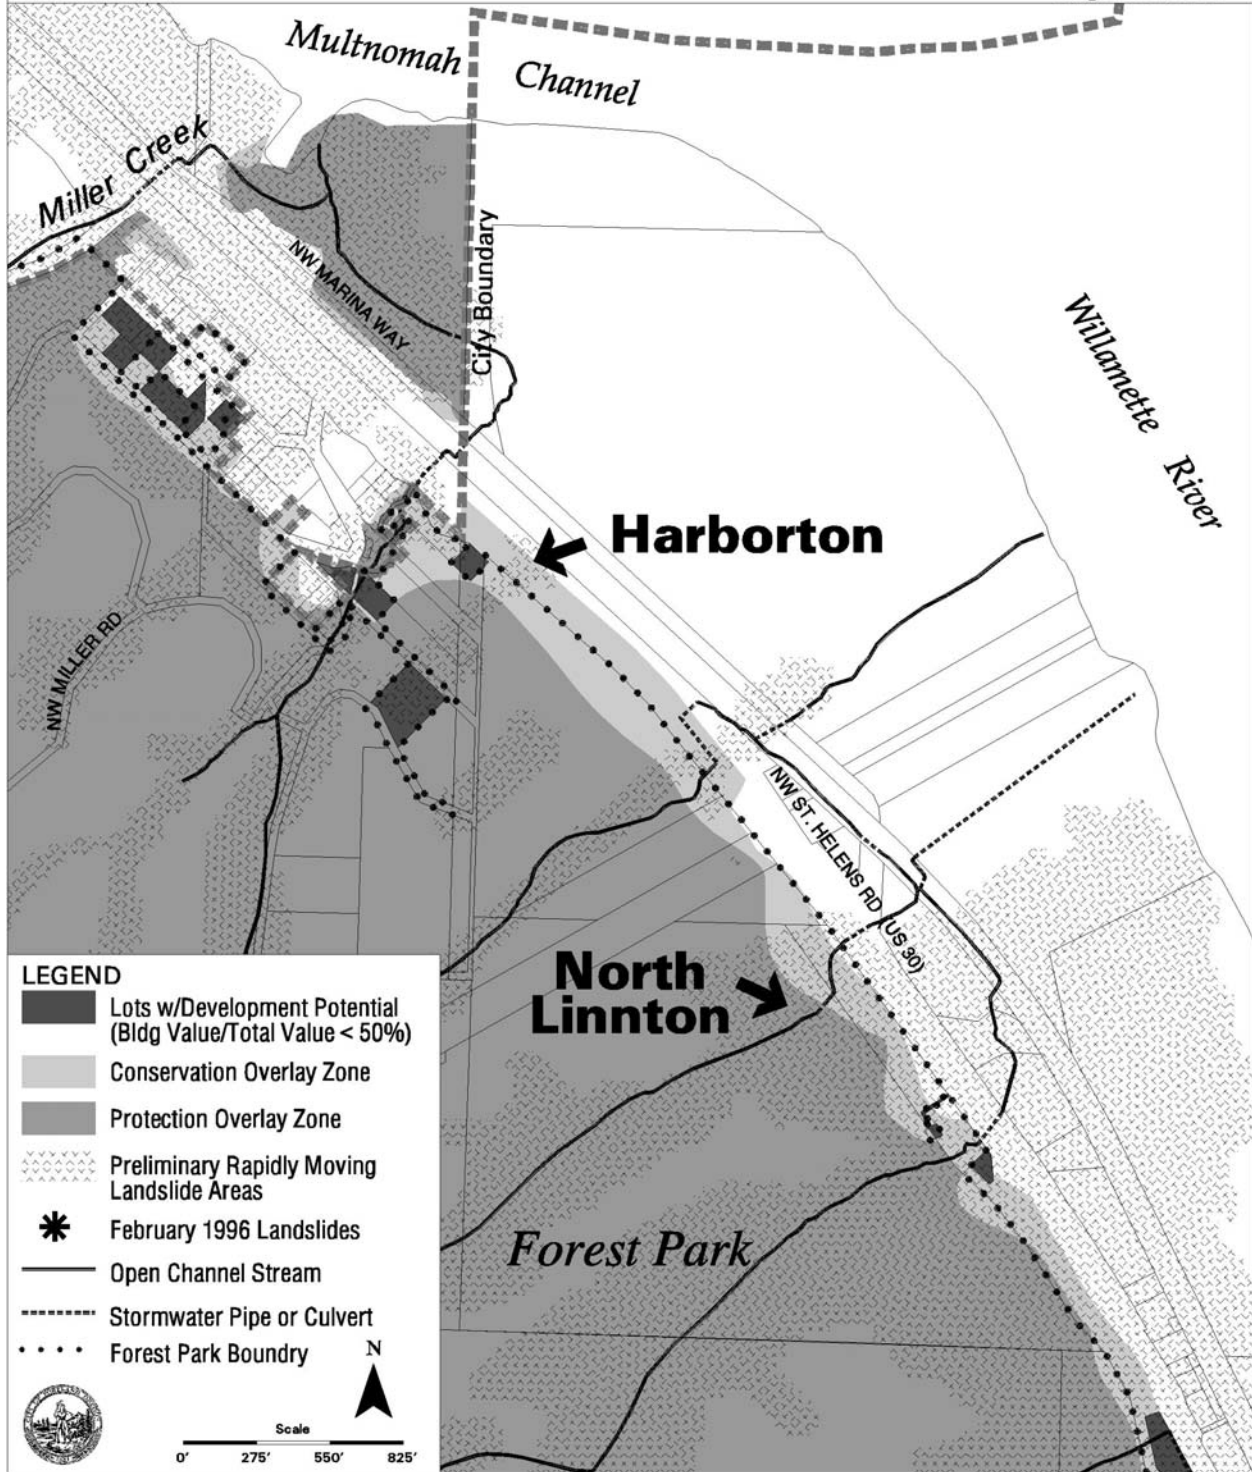 Multnomah Channel
Miller Creek
NW MARINA WAY
City Boundary
Willamette River
Harborton
NW MILLER RD
NW ST. HELENS RD (US 30)
North
Linnton
Forest Park
LEGEND
Lots w/Development Potential
(Bldg Value/Total Value < 50%)
Conservation Overlay Zone
Protection Overlay Zone
Preliminary Rapidly Moving
Landslide Areas
February 1996 Landslides
Open Channel Stream
Stormwater Pipe or Culvert
Forest Park Boundry
N
Scale
0' 275' 550' 825'